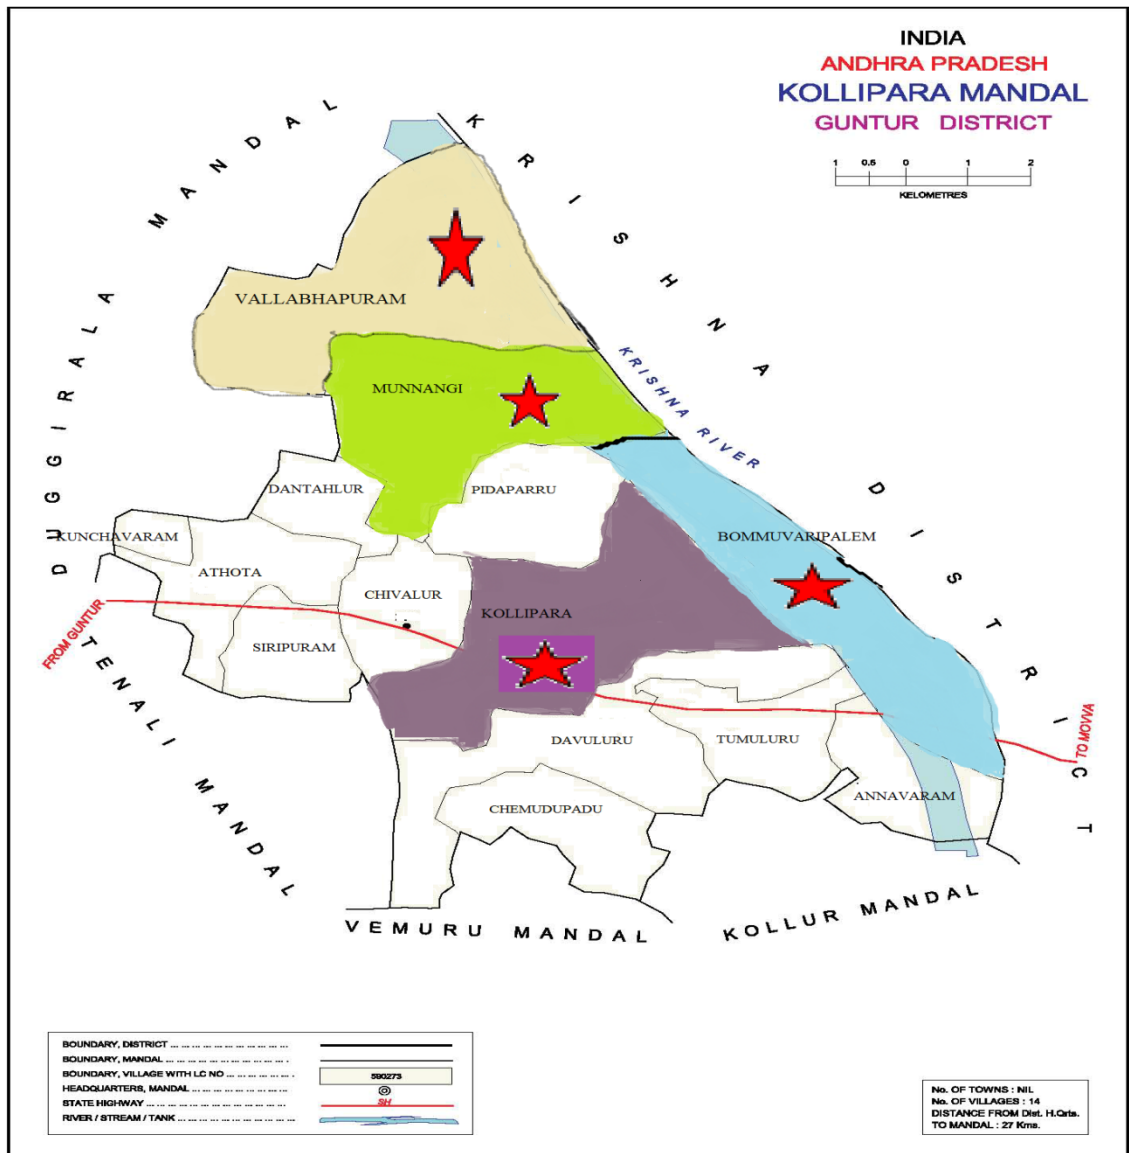 INDIA
ANDHRA PRADESH
KOLLIPARA MANDAL
GUNTUR DISTRICT
1 0.5 0 1 2
KELOMETRES
DUGGIRALA MANDAL
KRISHNA DISTRICT
VALLABHAPURAM
KRISHNA RIVER
MUNNANGI
DANTAHLUR
PIDAPARRU
KUNCHAVARAM
BOMMUVARIPALEM
ATHOTA
CHIVALUR
KOLLIPARA
FROM GUNTUR
SIRIPURAM
TENALI MANDAL
DAVULURU
TUMULURU
TO MOVVA
ANNAVARAM
CHEMUDUPADU
VEMURU MANDAL
KOLLUR MANDAL
BOUNDARY, DISTRICT
BOUNDARY, MANDAL
BOUNDARY, VILLAGE WITH LC NO 590273
HEADQUARTERS, MANDAL @
STATE HIGHWAY SH
RIVER / STREAM / TANK
No. OF TOWNS : NIL
No. OF VILLAGES : 14
DISTANCE FROM Dist. H.Qrts.
TO MANDAL : 27 Kms.